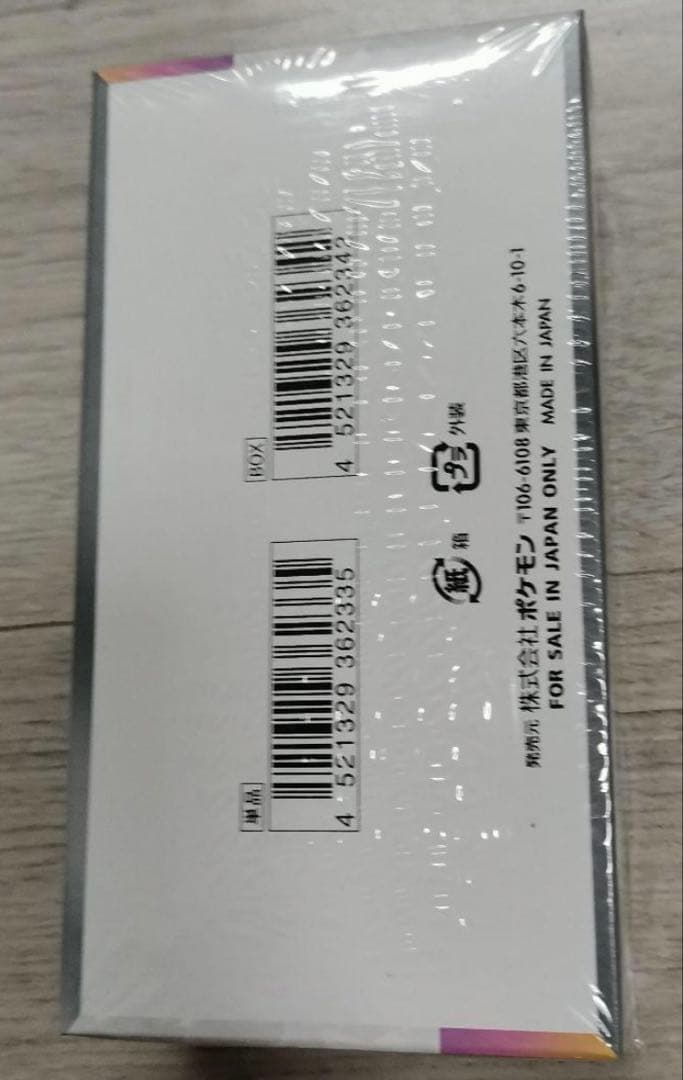 単品
4 521329 362335
BOX
4 521329 362342
紙 箱
プラ 外装
発売元 株式会社ポケモン 〒106-6108 東京都港区六本木6-10-1
FOR SALE IN JAPAN ONLY MADE IN JAPAN